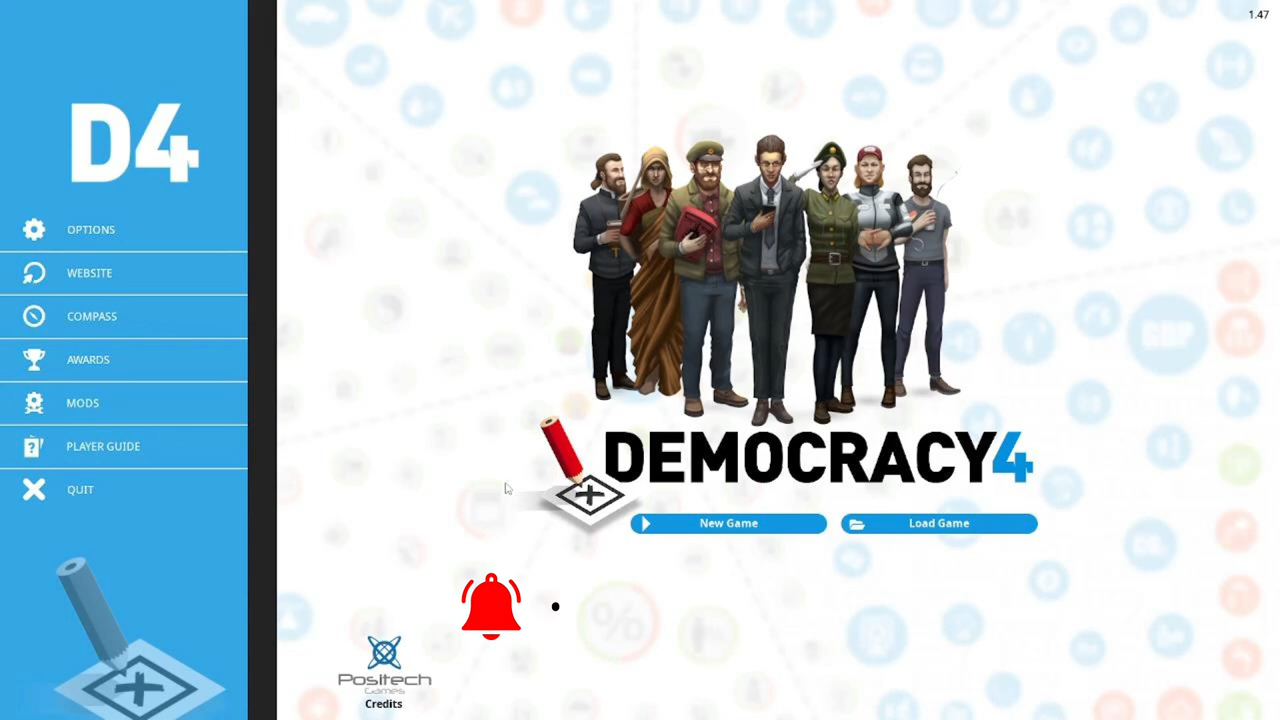 1.47
D4
OPTIONS
WEBSITE
COMPASS
AWARDS
MODS
PLAYER GUIDE
QUIT
GDP
%
DEMOCRACY4
New Game
Load Game
Positech
Games
Credits